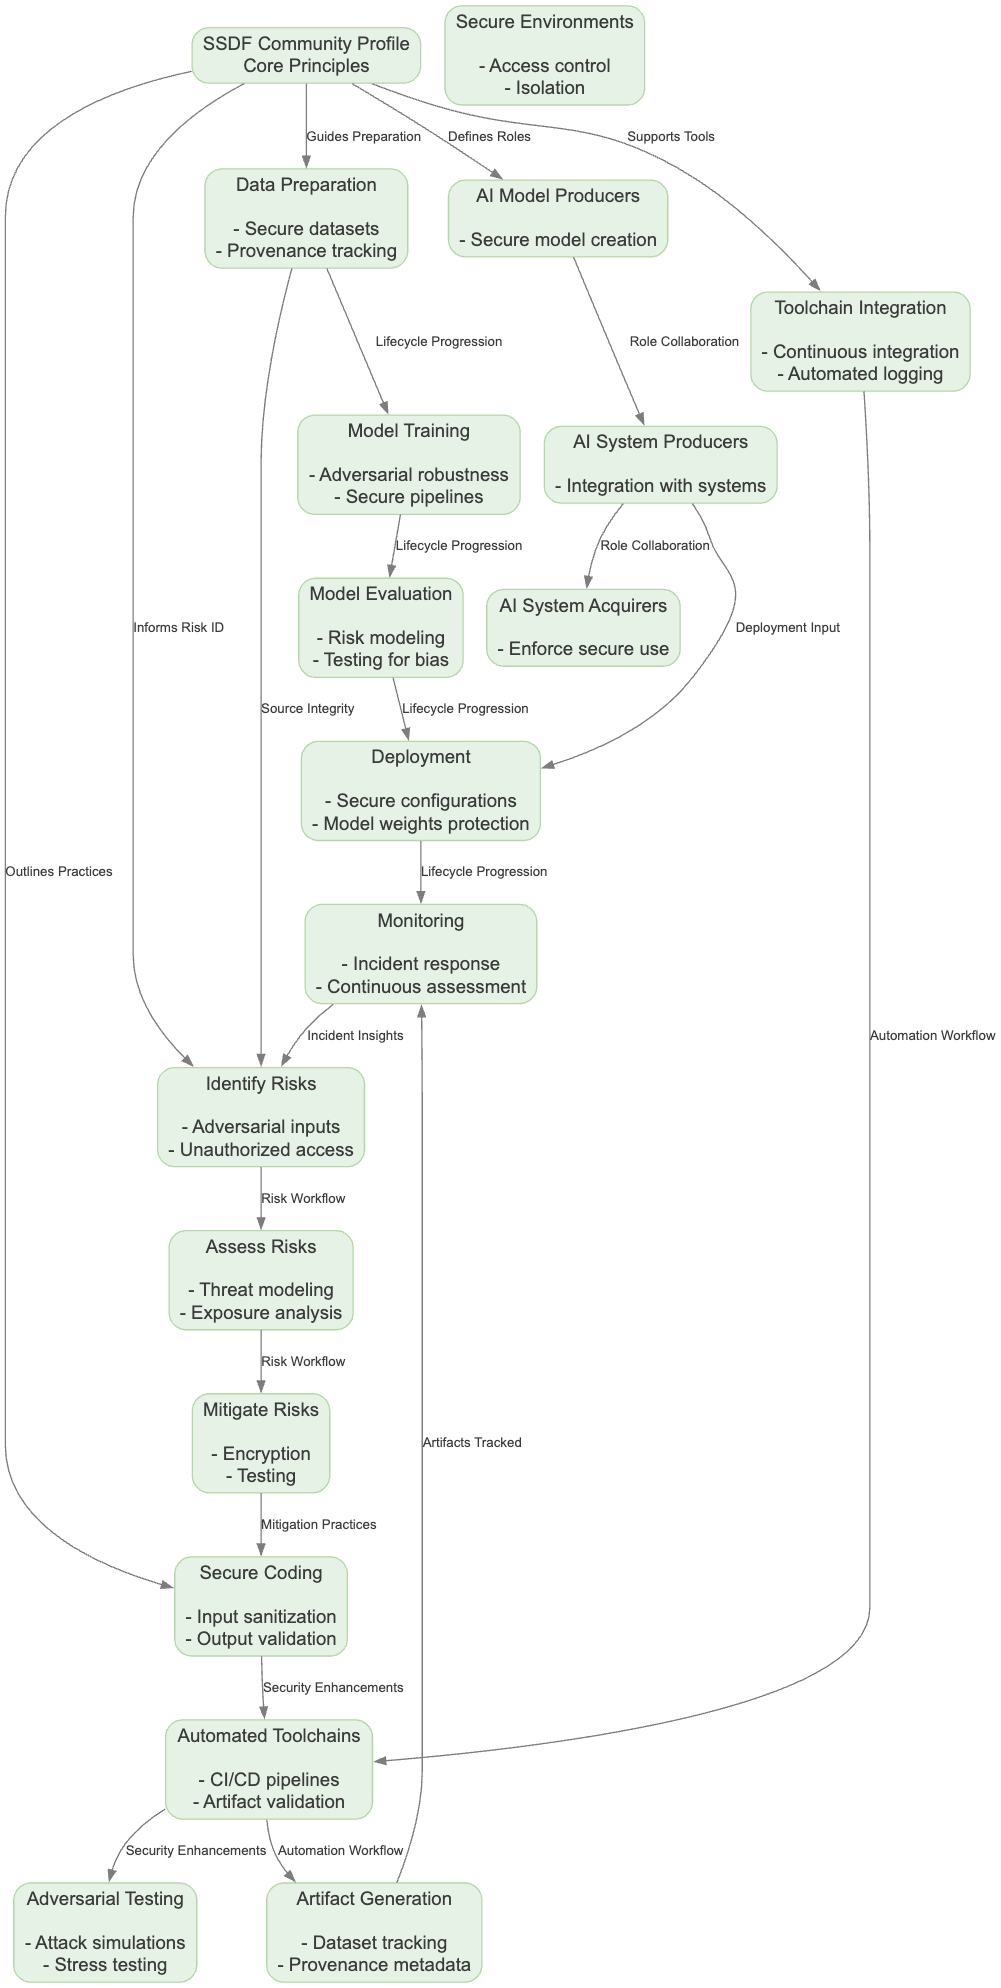 SSDF Community Profile
Core Principles
Secure Environments
- Access control
- Isolation
Guides Preparation
Defines Roles
Supports Tools
Data Preparation
- Secure datasets
- Provenance tracking
AI Model Producers
- Secure model creation
Toolchain Integration
- Continuous integration
- Automated logging
Lifecycle Progression
Role Collaboration
Model Training
- Adversarial robustness
- Secure pipelines
AI System Producers
- Integration with systems
Lifecycle Progression
Role Collaboration
Model Evaluation
- Risk modeling
- Testing for bias
AI System Acquirers
- Enforce secure use
Informs Risk ID
Deployment Input
Source Integrity
Lifecycle Progression
Deployment
- Secure configurations
- Model weights protection
Outlines Practices
Lifecycle Progression
Monitoring
- Incident response
- Continuous assessment
Incident Insights
Automation Workflow
Identify Risks
- Adversarial inputs
- Unauthorized access
Risk Workflow
Assess Risks
- Threat modeling
- Exposure analysis
Risk Workflow
Mitigate Risks
- Encryption
- Testing
Artifacts Tracked
Mitigation Practices
Secure Coding
- Input sanitization
- Output validation
Security Enhancements
Automated Toolchains
- CI/CD pipelines
- Artifact validation
Security Enhancements
Automation Workflow
Adversarial Testing
- Attack simulations
- Stress testing
Artifact Generation
- Dataset tracking
- Provenance metadata